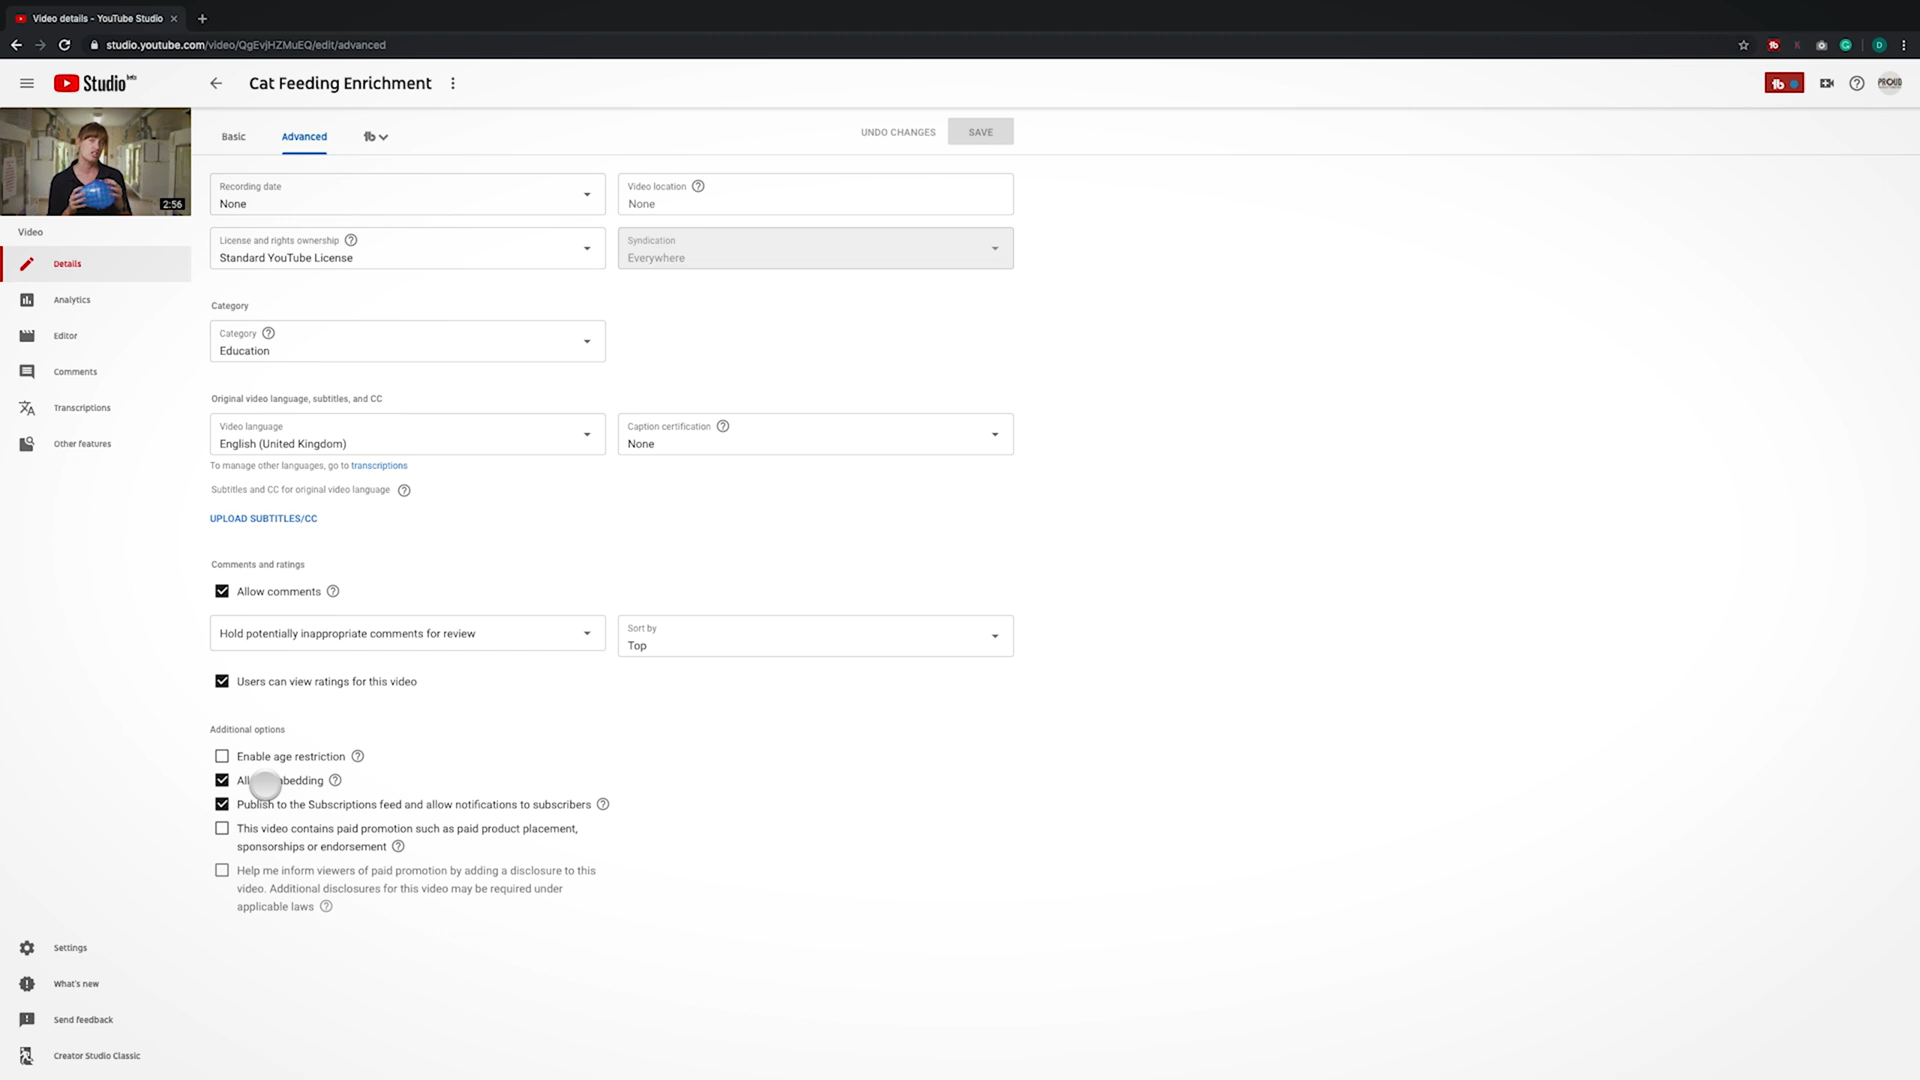 Video details - YouTube Studio
studio.youtube.com/video/QgEvjHZMuEQ/edit/advanced
D
Studio beta
Cat Feeding Enrichment
tb
PROUD
2:56
Basic
Advanced
tb
UNDO CHANGES
SAVE
Recording date
None
Video location
None
License and rights ownership
Standard YouTube License
Syndication
Everywhere
Video
Details
Analytics
Editor
Comments
Transcriptions
Other features
Category
Category
Education
Original video language, subtitles, and CC
Video language
English (United Kingdom)
Caption certification
None
To manage other languages, go to transcriptions
Subtitles and CC for original video language
UPLOAD SUBTITLES/CC
Comments and ratings
Allow comments
Hold potentially inappropriate comments for review
Sort by
Top
Users can view ratings for this video
Additional options
Enable age restriction
Publish to the Subscriptions feed and allow notifications to subscribers
This video contains paid promotion such as paid product placement,
sponsorships or endorsement
Help me inform viewers of paid promotion by adding a disclosure to this
video. Additional disclosures for this video may be required under
applicable laws
Settings
What's new
Send feedback
Creator Studio Classic